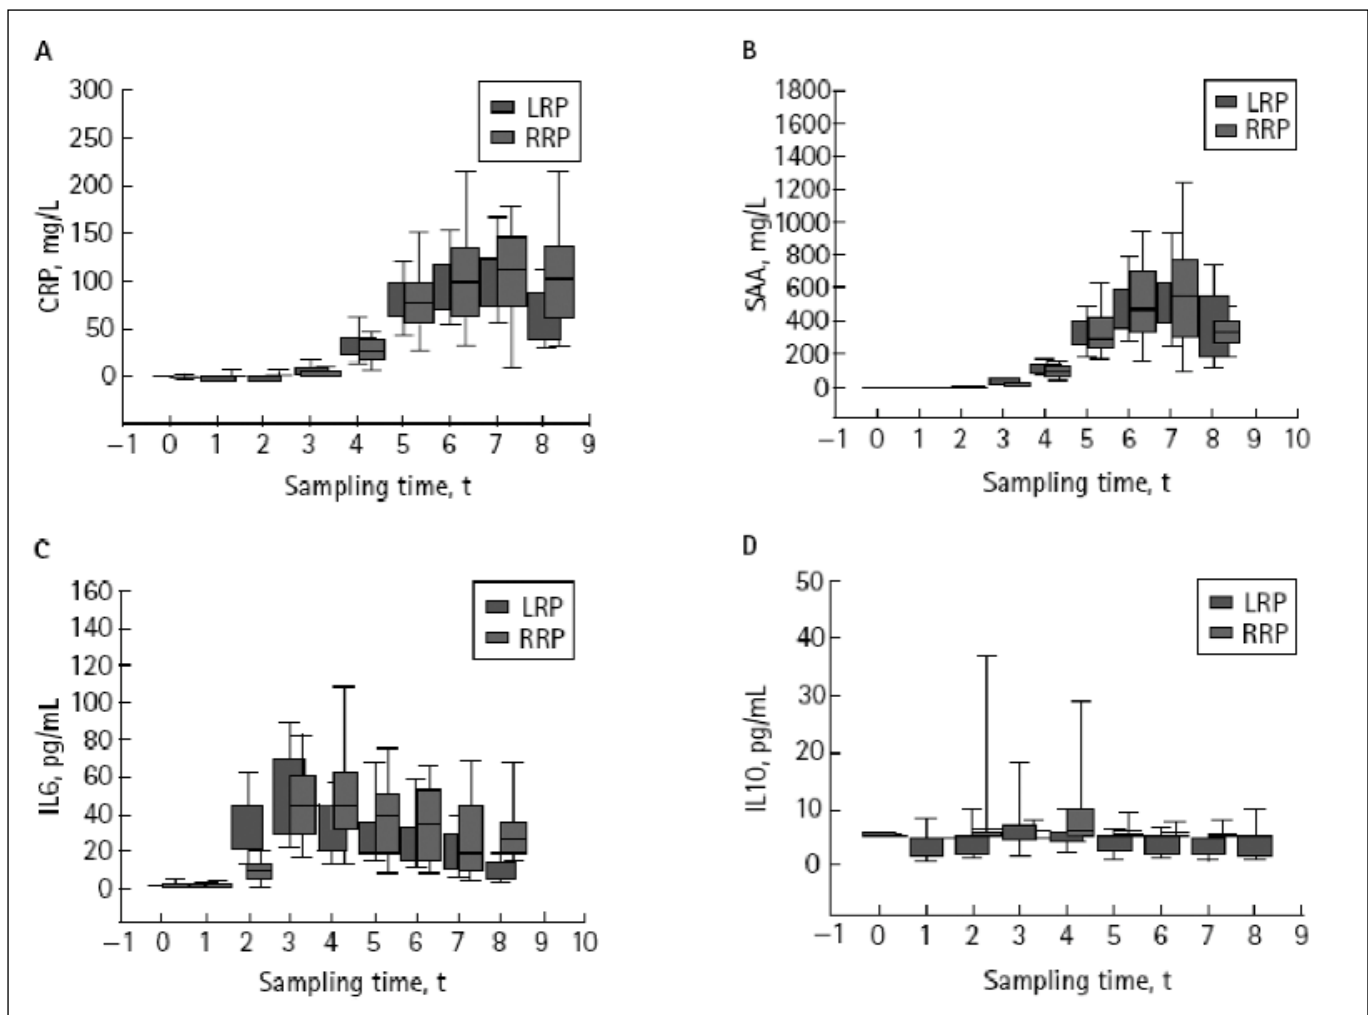 A
300
250
200
150
100
50
0
CRP, mg/L
LRP
RRP
−1 0 1 2 3 4 5 6 7 8 9
Sampling time, t
B
1800
1600
1400
1200
1000
800
600
400
200
0
SAA, mg/L
LRP
RRP
−1 0 1 2 3 4 5 6 7 8 9 10
Sampling time, t
C
160
140
120
100
80
60
40
20
0
IL6, pg/mL
LRP
RRP
−1 0 1 2 3 4 5 6 7 8 9 10
Sampling time, t
D
50
40
30
20
10
0
IL10, pg/mL
LRP
RRP
−1 0 1 2 3 4 5 6 7 8 9
Sampling time, t